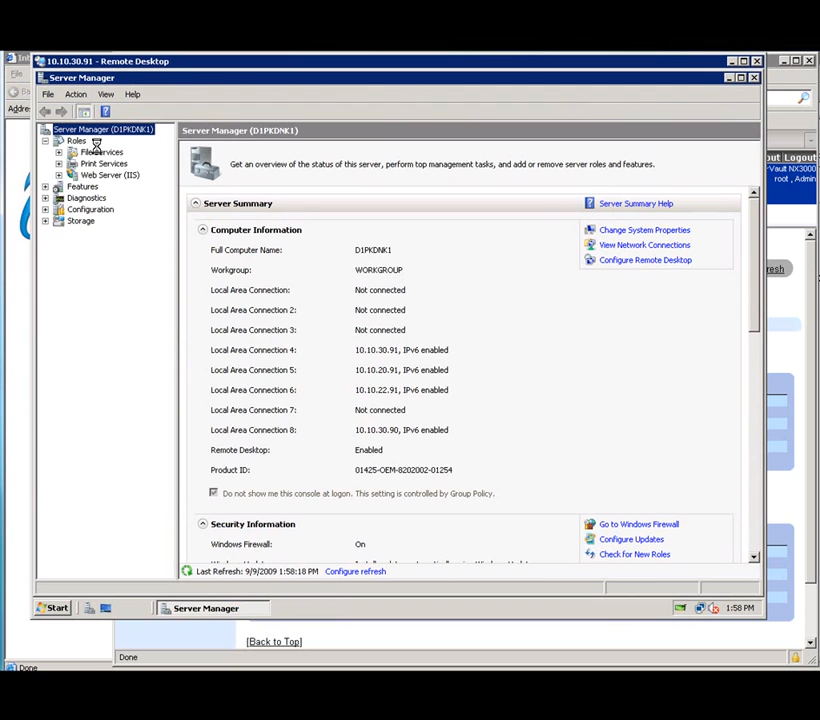 10.10.30.91 - Remote Desktop
Server Manager
File Action View Help
Server Manager (D1PKDNK1)
Roles
File Services
Print Services
Web Server (IIS)
Features
Diagnostics
Configuration
Storage
Server Manager (D1PKDNK1)
Get an overview of the status of this server, perform top management tasks, and add or remove server roles and features.
Server Summary
Server Summary Help
Computer Information
Full Computer Name: D1PKDNK1
Workgroup: WORKGROUP
Local Area Connection: Not connected
Local Area Connection 2: Not connected
Local Area Connection 3: Not connected
Local Area Connection 4: 10.10.30.91, IPv6 enabled
Local Area Connection 5: 10.10.20.91, IPv6 enabled
Local Area Connection 6: 10.10.22.91, IPv6 enabled
Local Area Connection 7: Not connected
Local Area Connection 8: 10.10.30.90, IPv6 enabled
Remote Desktop: Enabled
Product ID: 01425-OEM-8202002-01254
Do not show me this console at logon. This setting is controlled by Group Policy.
Change System Properties
View Network Connections
Configure Remote Desktop
Security Information
Windows Firewall: On
Go to Windows Firewall
Configure Updates
Check for New Roles
Last Refresh: 9/9/2009 1:58:18 PM Configure refresh
Start
Server Manager
1:58 PM
Addre
out Logout
Vault NX3000
root , Admin
resh
[Back to Top]
Done
Done